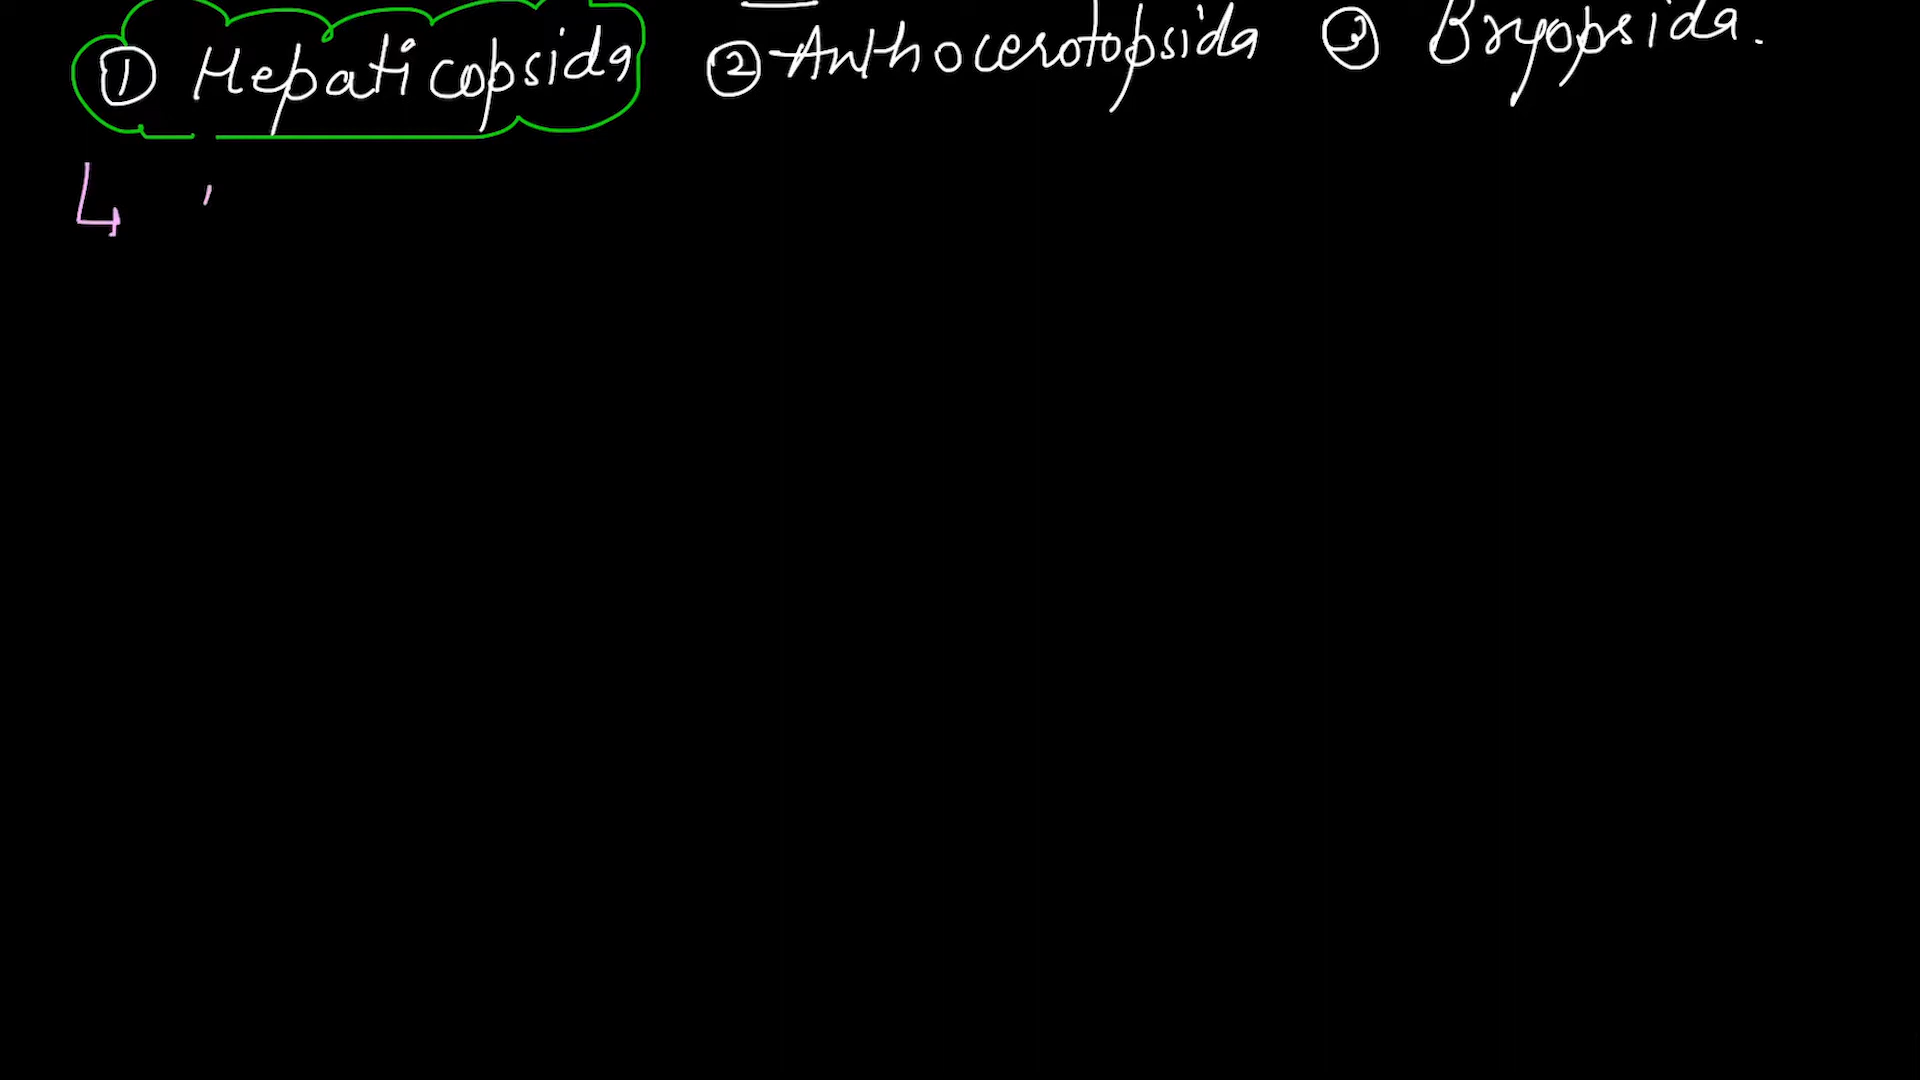 ① Hepaticopsida ② Anthocerotopsida ③ Bryopsida.